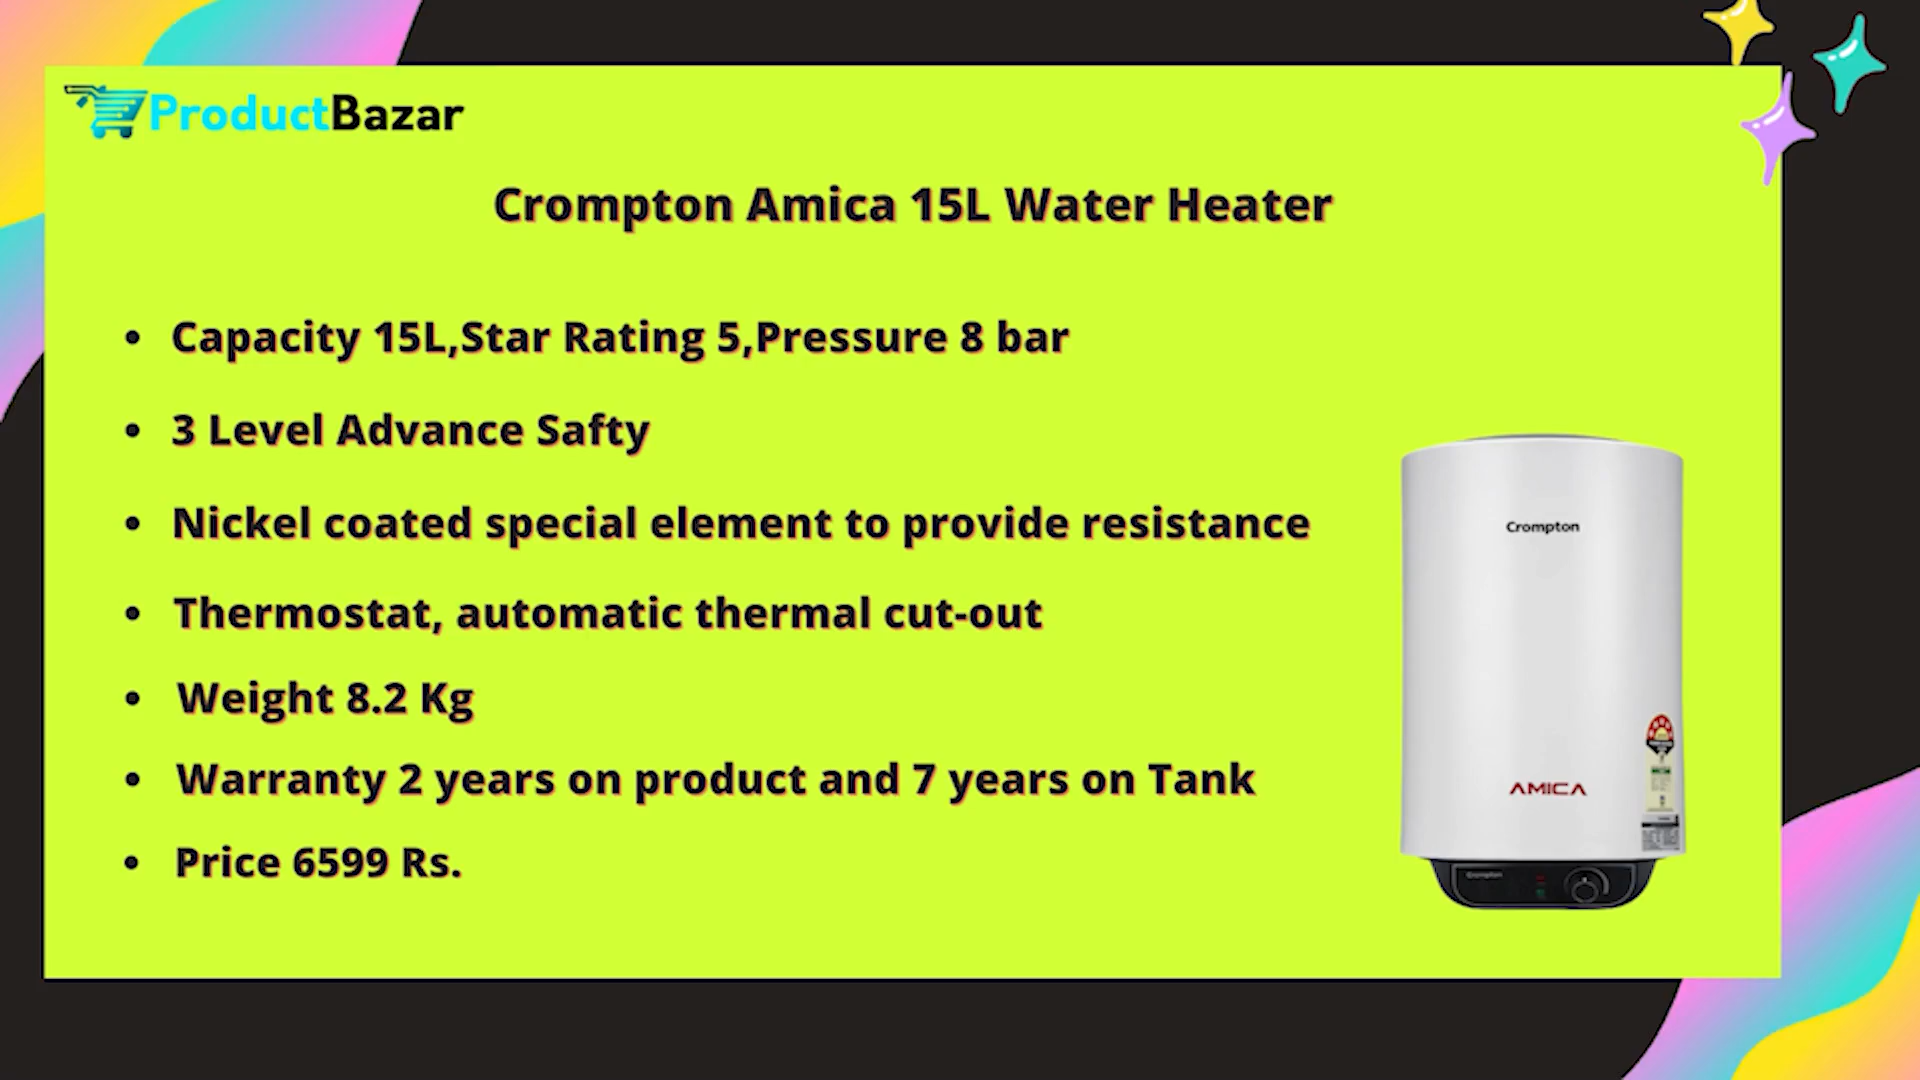 ProductBazar
Crompton Amica 15L Water Heater
• Capacity 15L,Star Rating 5,Pressure 8 bar
• 3 Level Advance Safty
• Nickel coated special element to provide resistance
• Thermostat, automatic thermal cut-out
• Weight 8.2 Kg
• Warranty 2 years on product and 7 years on Tank
• Price 6599 Rs.
Crompton
AMICA
Crompton